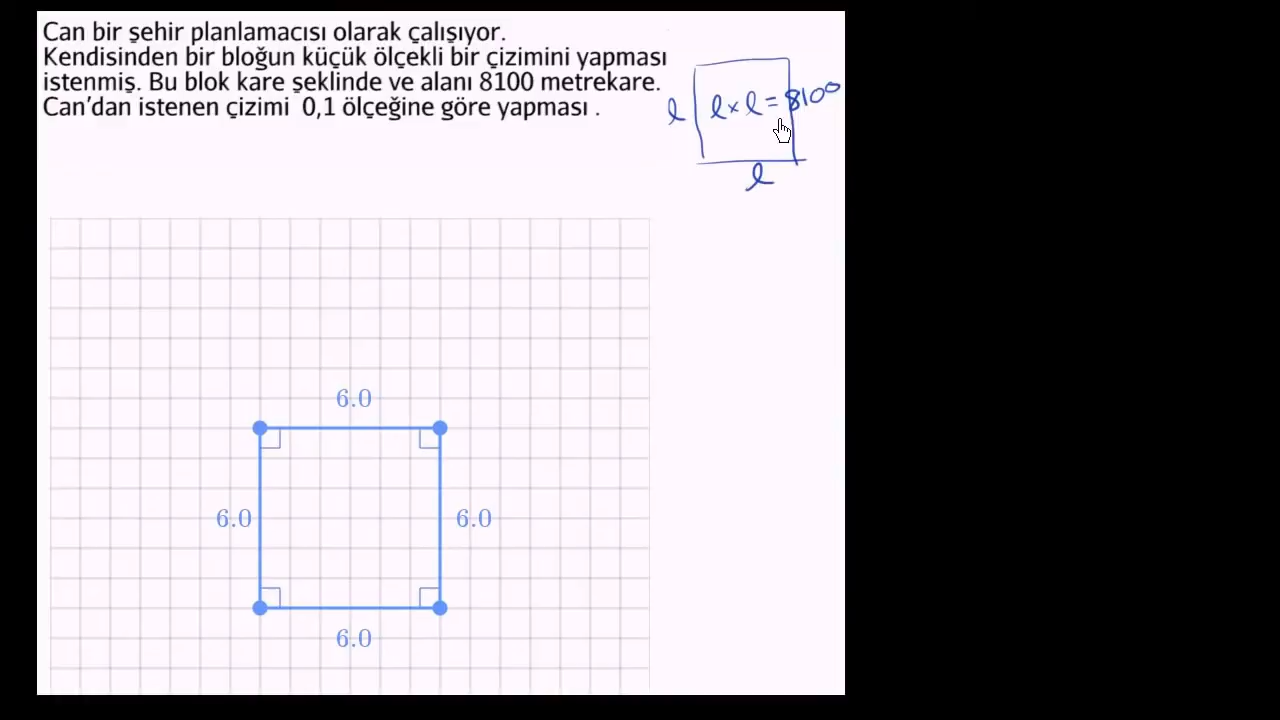 Can bir şehir planlamacısı olarak çalışıyor.
Kendisinden bir bloğun küçük ölçekli bir çizimini yapması
istenmiş. Bu blok kare şeklinde ve alanı 8100 metrekare.
Can'dan istenen çizimi 0,1 ölçeğine göre yapması .
l l x l = 8100
l
6.0
6.0 6.0
6.0